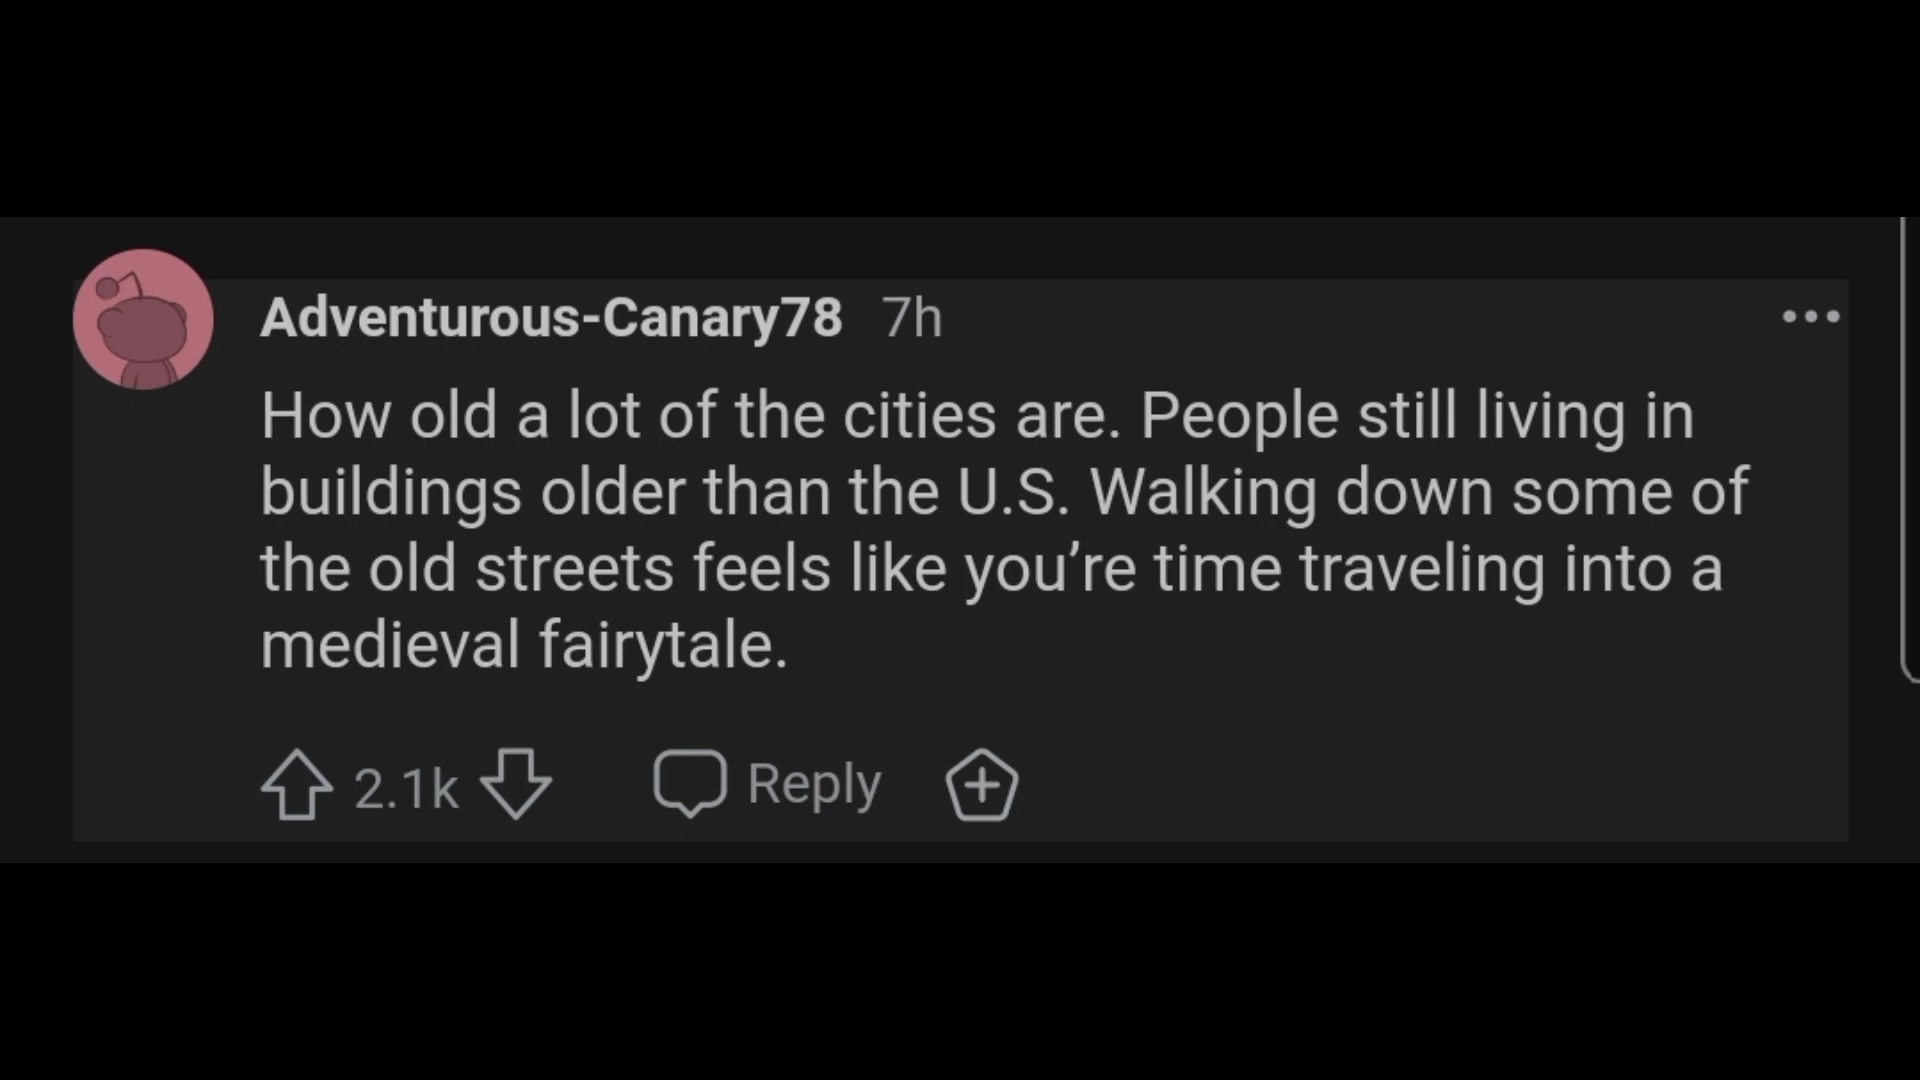 Adventurous-Canary78 7h
How old a lot of the cities are. People still living in
buildings older than the U.S. Walking down some of
the old streets feels like you’re time traveling into a
medieval fairytale.
2.1k Reply